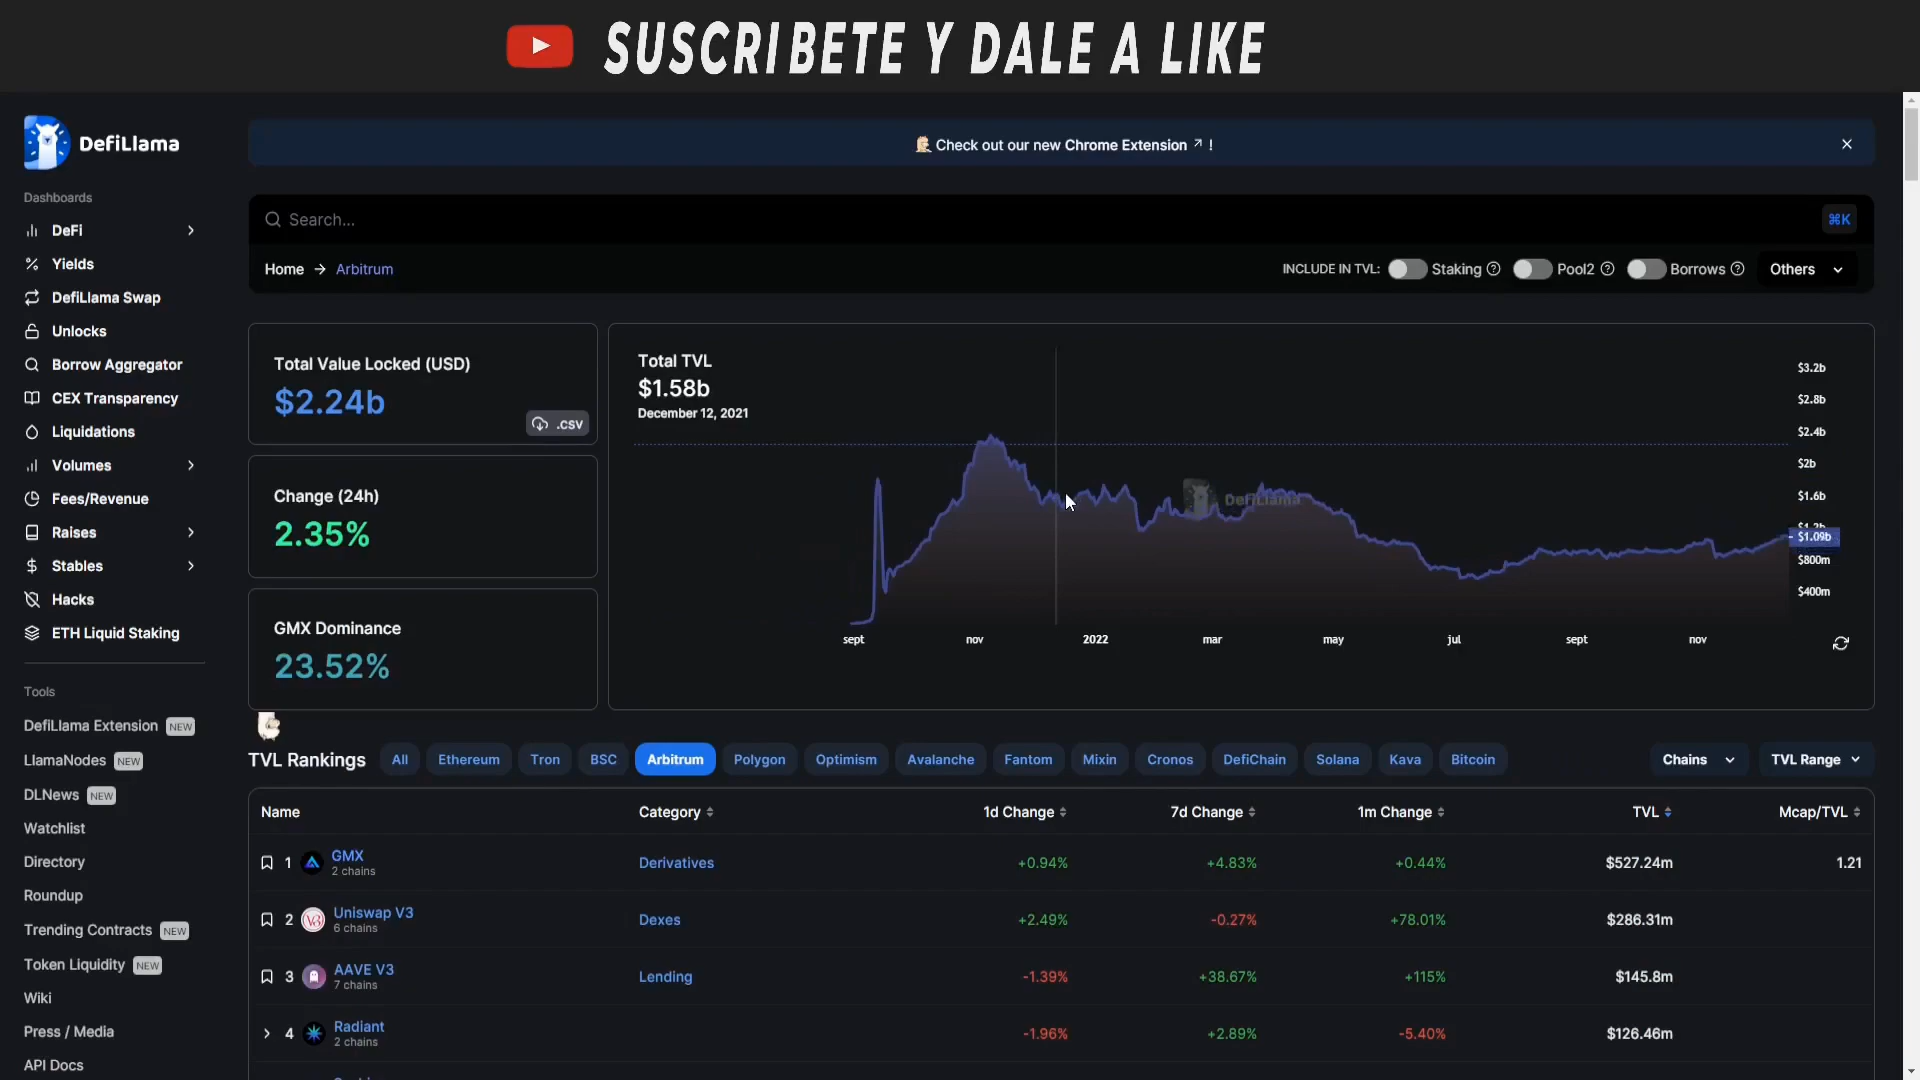 SUSCRIBETE Y DALE A LIKE
DefiLlama
Check out our new Chrome Extension ↗ !
Dashboards
DeFi
Yields
DefiLlama Swap
Unlocks
Borrow Aggregator
CEX Transparency
Liquidations
Volumes
Fees/Revenue
Raises
Stables
Hacks
ETH Liquid Staking
Tools
DefiLlama Extension NEW
LlamaNodes NEW
DLNews NEW
Watchlist
Directory
Roundup
Trending Contracts NEW
Token Liquidity NEW
Wiki
Press / Media
API Docs
Search...
⌘K
Home → Arbitrum
INCLUDE IN TVL: Staking Pool2 Borrows Others
Total Value Locked (USD)
$2.24b
.csv
Change (24h)
2.35%
GMX Dominance
23.52%
Total TVL
$1.58b
December 12, 2021
DefiLlama
$3.2b
$2.8b
$2.4b
$2b
$1.6b
$1.2b
$1.09b
$800m
$400m
sept nov 2022 mar may jul sept nov
TVL Rankings All Ethereum Tron BSC Arbitrum Polygon Optimism Avalanche Fantom Mixin Cronos DefiChain Solana Kava Bitcoin Chains TVL Range
Name Category 1d Change 7d Change 1m Change TVL Mcap/TVL
1 GMX Derivatives +0.94% +4.83% +0.44% $527.24m 1.21
2 chains
2 Uniswap V3 Dexes +2.49% -0.27% +78.01% $286.31m
6 chains
3 AAVE V3 Lending -1.39% +38.67% +115% $145.8m
7 chains
4 Radiant -1.96% +2.89% -5.40% $126.46m
2 chains